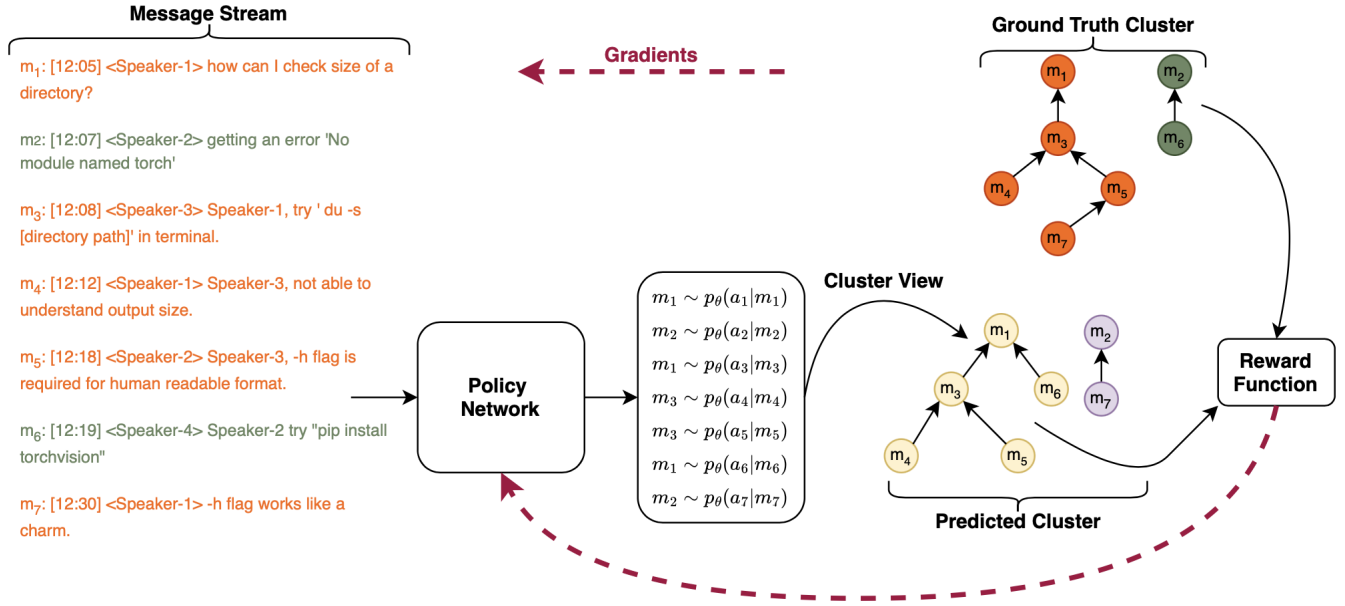 Message Stream
m1: [12:05] <Speaker-1> how can I check size of a
directory?
m2: [12:07] <Speaker-2> getting an error 'No
module named torch'
m3: [12:08] <Speaker-3> Speaker-1, try ' du -s
[directory path]' in terminal.
m4: [12:12] <Speaker-1> Speaker-3, not able to
understand output size.
m5: [12:18] <Speaker-2> Speaker-3, -h flag is
required for human readable format.
m6: [12:19] <Speaker-4> Speaker-2 try "pip install
torchvision"
m7: [12:30] <Speaker-1> -h flag works like a
charm.
Gradients
Policy
Network
m₁ ∼ pθ(a₁|m₁)
m₂ ∼ pθ(a₂|m₂)
m₁ ∼ pθ(a₃|m₃)
m₃ ∼ pθ(a₄|m₄)
m₃ ∼ pθ(a₅|m₅)
m₁ ∼ pθ(a₆|m₆)
m₂ ∼ pθ(a₇|m₇)
Ground Truth Cluster
m1 m2
m3 m6
m4 m5
m7
Cluster View
m1 m2
m3 m6 m7
m4 m5
Predicted Cluster
Reward
Function